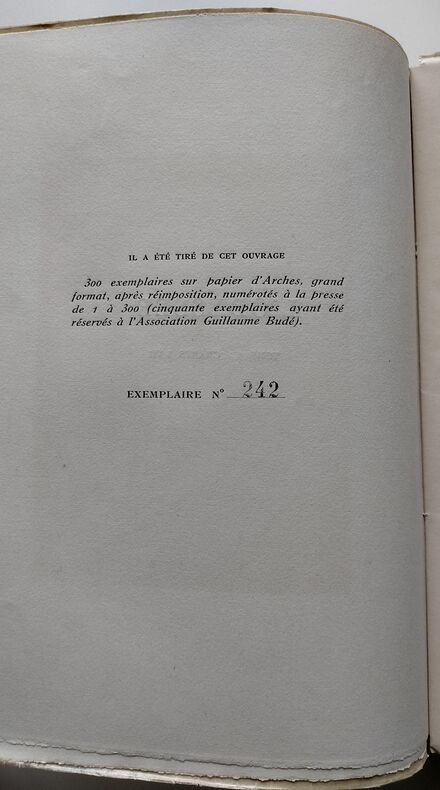 IL A ÉTÉ TIRÉ DE CET OUVRAGE
300 exemplaires sur papier d'Arches, grand
format, après réimposition, numérotés à la presse
de 1 à 300 (cinquante exemplaires ayant été
réservés à l'Association Guillaume Budé).
EXEMPLAIRE N° 242